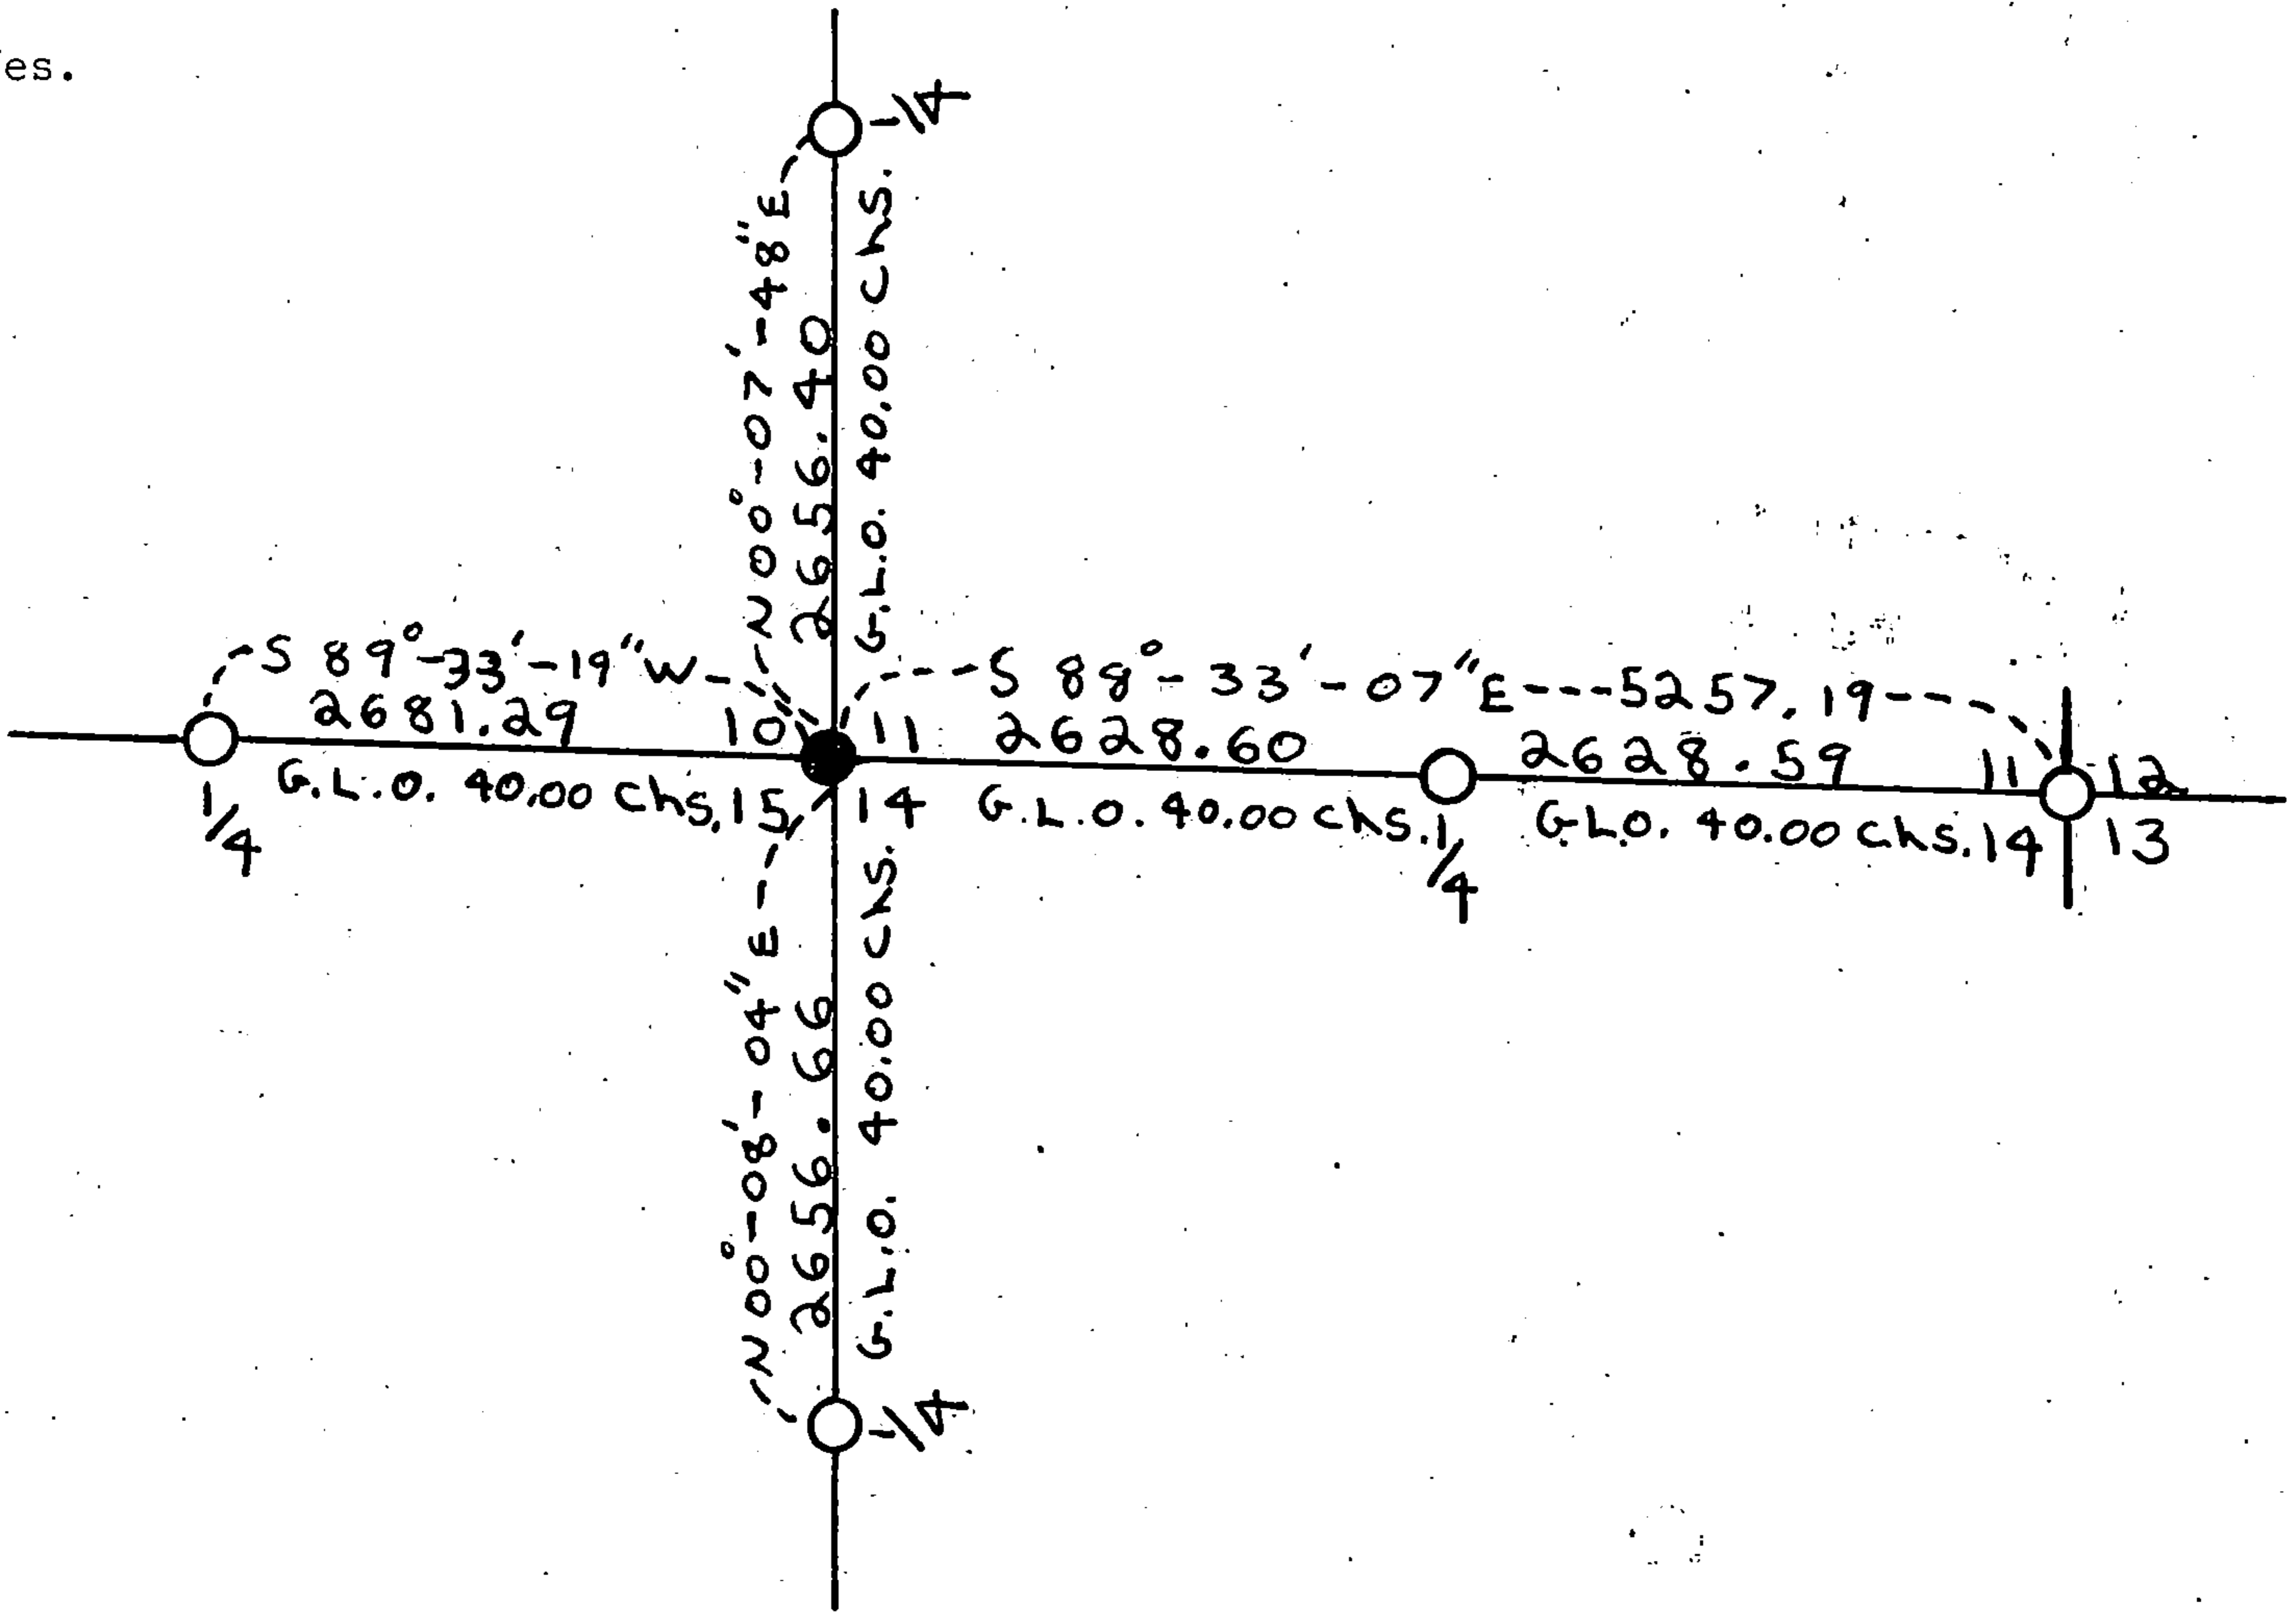 es.
1/4
N 00°-07'-48"E
2656.40
G.L.O. 40.00 Chs.
S 89°-33'-19"W
2681.29
10
11
S 88°-33'-07"E---5257.19
2628.60
2628.59
11
12
1/4
G.L.O. 40.00 Chs.
15
14
G.L.O. 40.00 Chs.
1/4
G.L.O. 40.00 Chs.
14
13
N 00°-08'-04"E
2656.66
G.L.O. 40.00 Chs.
1/4